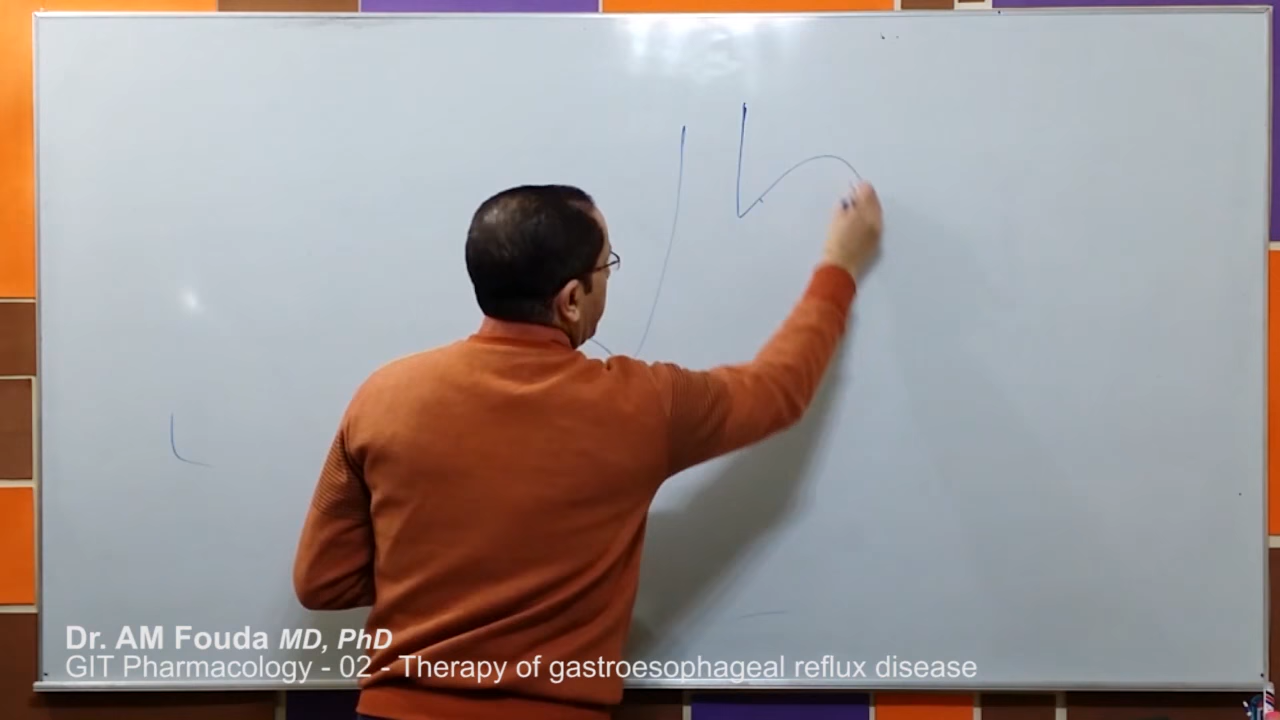 Dr. AM Fouda MD, PhD
GIT Pharmacology - 02 - Therapy of gastroesophageal reflux disease